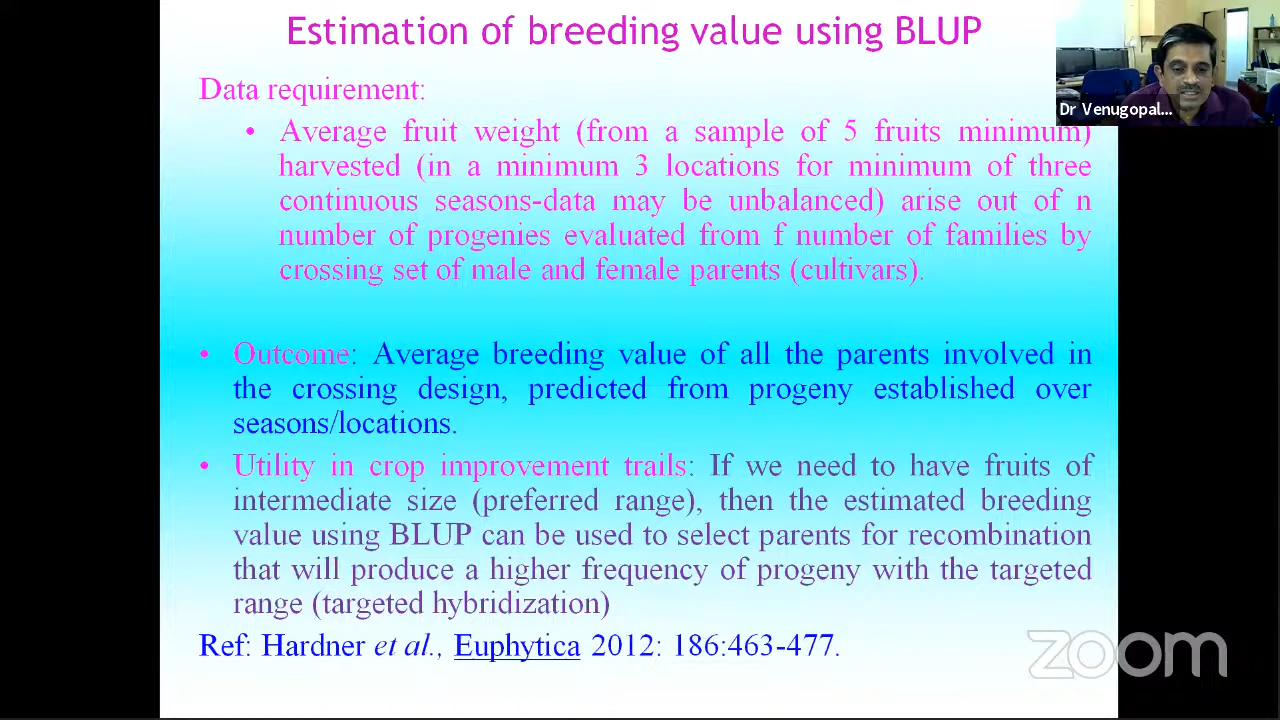 Estimation of breeding value using BLUP
Dr Venugopal...
Data requirement:
• Average fruit weight (from a sample of 5 fruits minimum)
harvested (in a minimum 3 locations for minimum of three
continuous seasons-data may be unbalanced) arise out of n
number of progenies evaluated from f number of families by
crossing set of male and female parents (cultivars).
• Outcome: Average breeding value of all the parents involved in
the crossing design, predicted from progeny established over
seasons/locations.
• Utility in crop improvement trails: If we need to have fruits of
intermediate size (preferred range), then the estimated breeding
value using BLUP can be used to select parents for recombination
that will produce a higher frequency of progeny with the targeted
range (targeted hybridization)
Ref: Hardner et al., Euphytica 2012: 186:463-477.
zoom